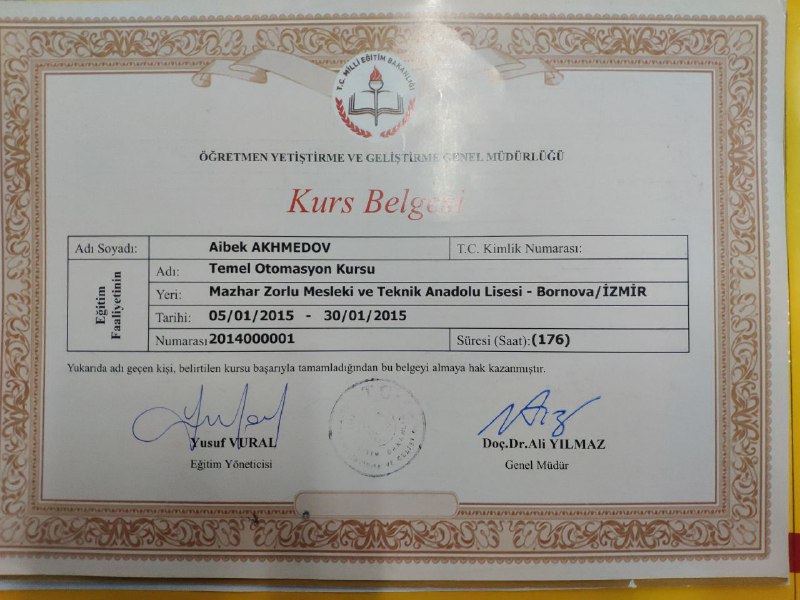 T.C. MİLLÎ EĞİTİM BAKANLIĞI
ÖĞRETMEN YETİŞTİRME VE GELİŞTİRME GENEL MÜDÜRLÜĞÜ
Kurs Belgesi
Adı Soyadı: Aibek AKHMEDOV T.C. Kimlik Numarası:
Eğitim Faaliyetinin
Adı: Temel Otomasyon Kursu
Yeri: Mazhar Zorlu Mesleki ve Teknik Anadolu Lisesi - Bornova/İZMİR
Tarihi: 05/01/2015 - 30/01/2015
Numarası 2014000001 Süresi (Saat):(176)
Yukarıda adı geçen kişi, belirtilen kursu başarıyla tamamladığından bu belgeyi almaya hak kazanmıştır.
Yusuf VURAL Doç.Dr.Ali YILMAZ
Eğitim Yöneticisi Genel Müdür